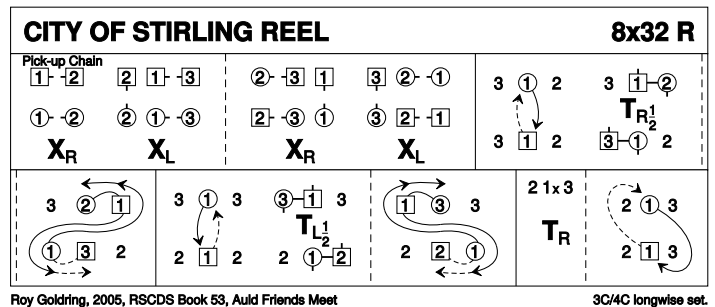 CITY OF STIRLING REEL 8x32 R
Pick-up Chain
1 2 2 1 3 2 3 1 3 2 1
3 1 2 3 1 2
1 2 2 1 3 2 3 1 3 2 1
TR½
XR XL XR XL
3 1 2 3 1 2
3 2 1 3 1 3 3 1 3 1 3 3 2 1 x 3 2 1 3
TL½ TR
1 3 2 2 1 2 2 1 2 2 2 1 2 1 3
Roy Goldring, 2005, RSCDS Book 53, Auld Friends Meet 3C/4C longwise set.